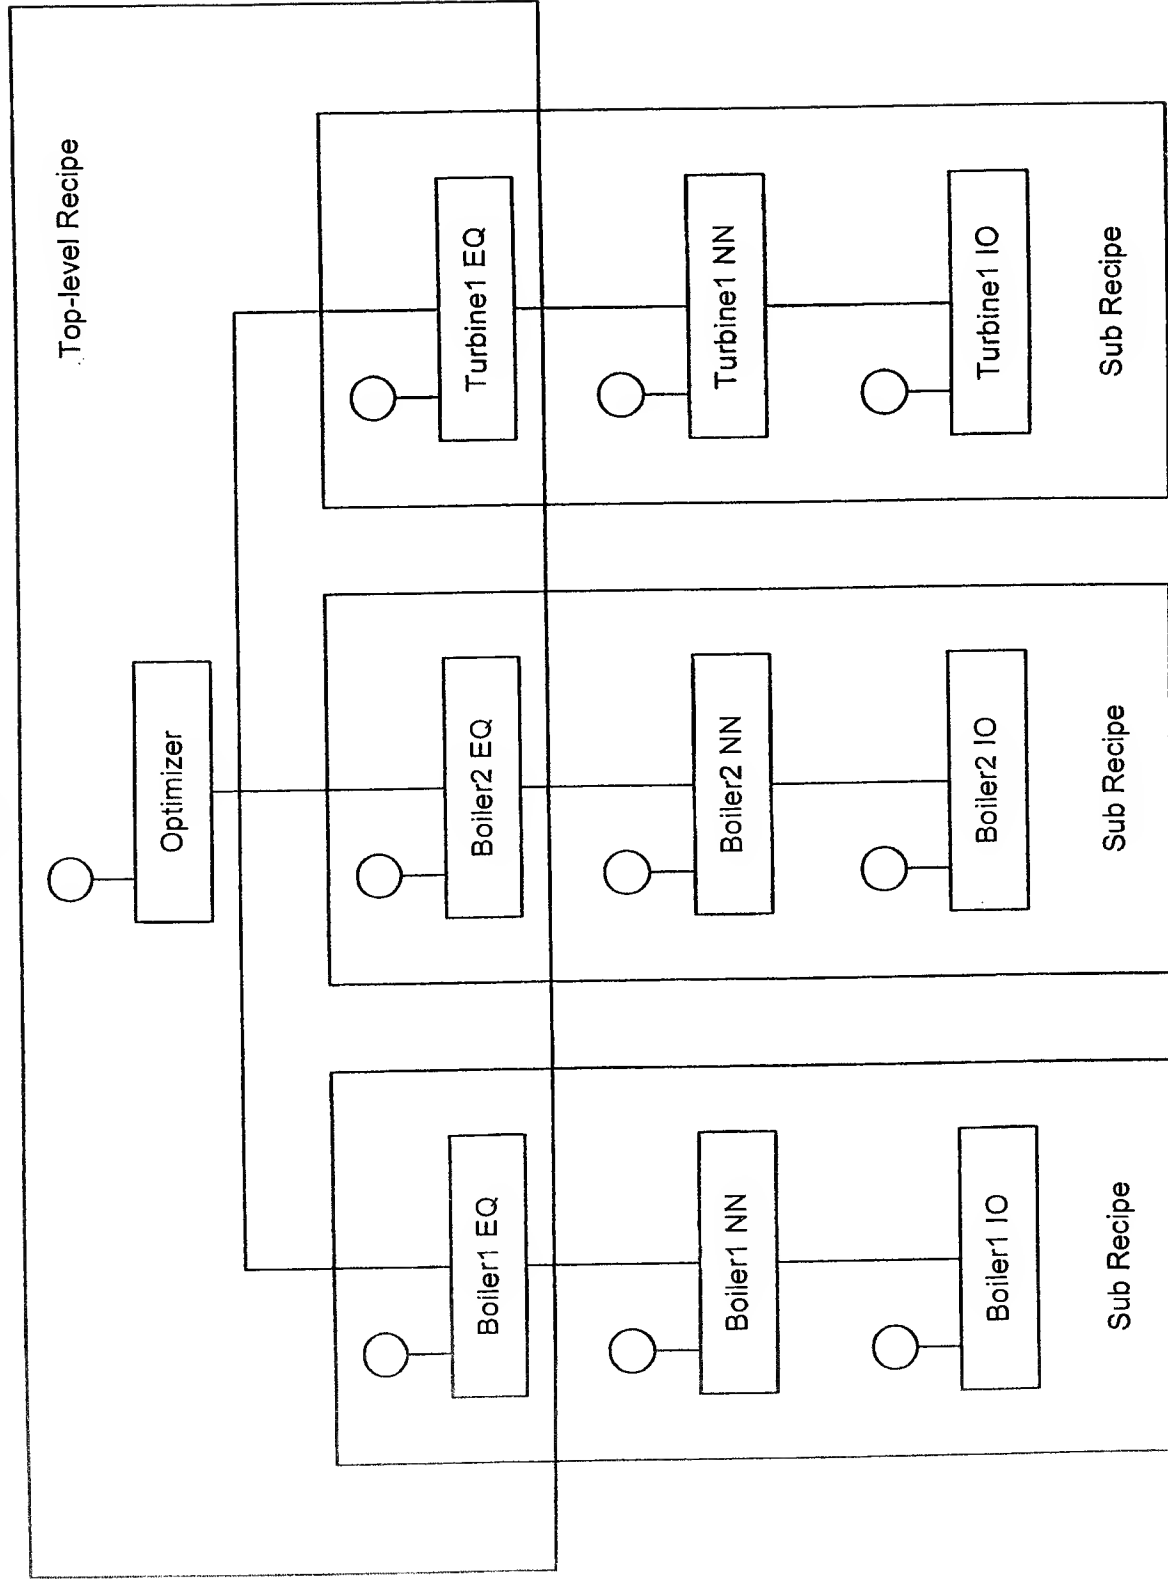 Top-level Recipe
Optimizer
Boiler1 EQ
Boiler2 EQ
Turbine1 EQ
Boiler1 NN
Boiler2 NN
Turbine1 NN
Boiler1 IO
Boiler2 IO
Turbine1 IO
Sub Recipe
Sub Recipe
Sub Recipe